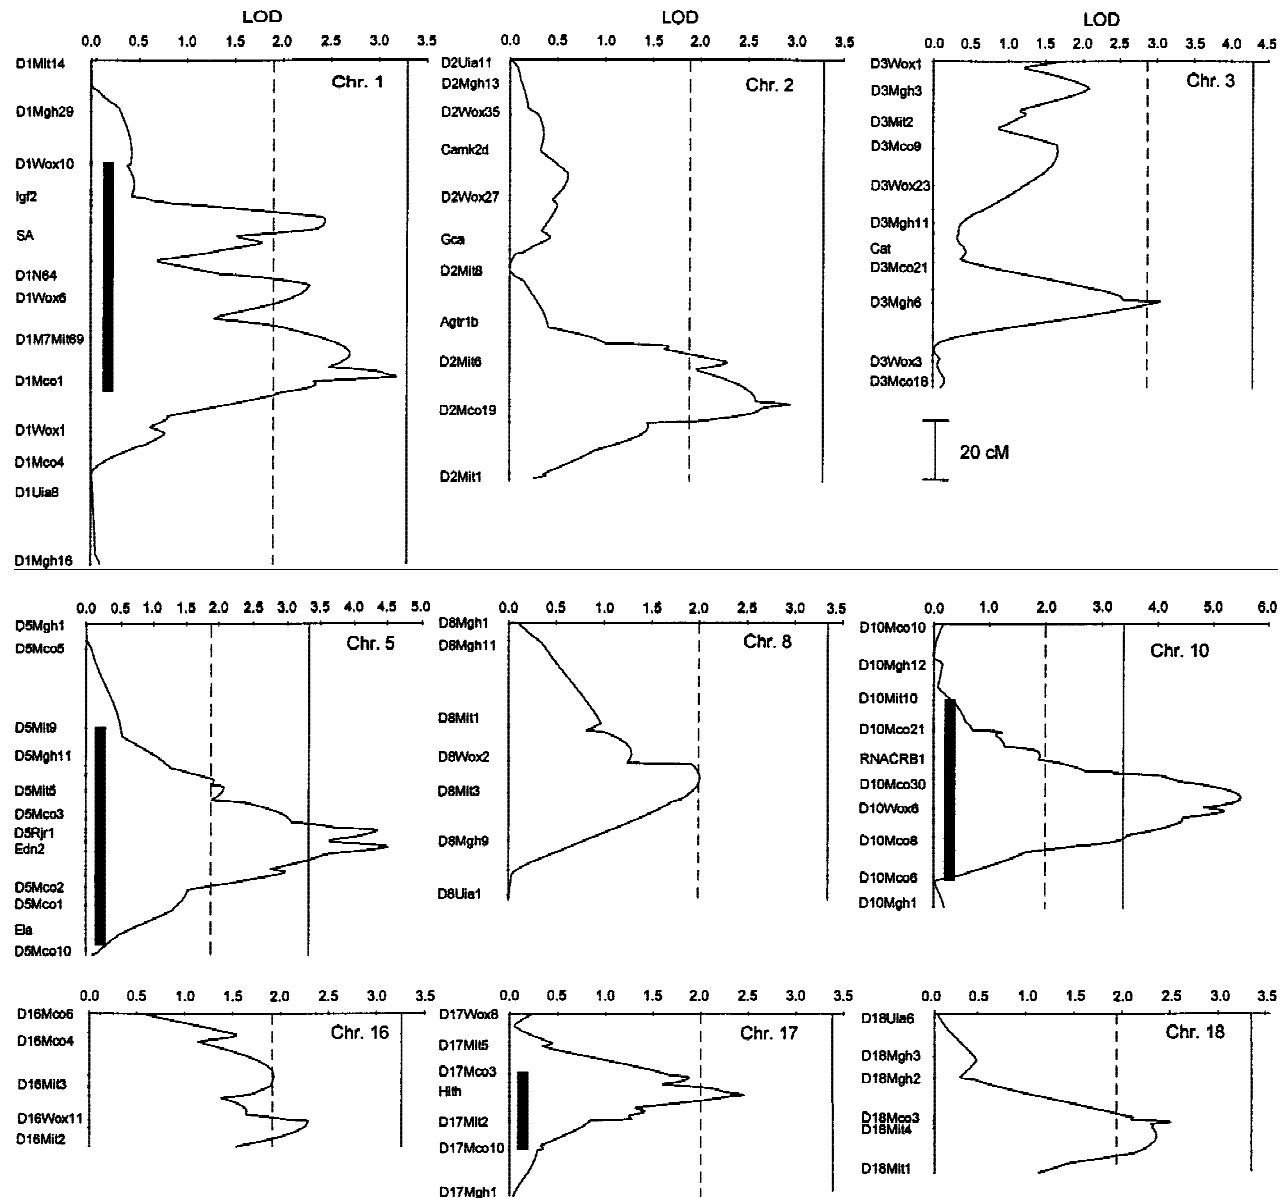 LOD
0.0 0.5 1.0 1.5 2.0 2.5 3.0 3.5
Chr. 1
D1Mit14
D1Mgh29
D1Wox10
Igf2
SA
D1N64
D1Wox6
D1M7Mit69
D1Mco1
D1Wox1
D1Mco4
D1Uia8
D1Mgh16
LOD
0.0 0.5 1.0 1.5 2.0 2.5 3.0 3.5
Chr. 2
D2Uia11
D2Mgh13
D2Wox35
Camk2d
D2Wox27
Gca
D2Mit8
Agtr1b
D2Mit6
D2Mco19
D2Mit1
LOD
0.0 0.5 1.0 1.5 2.0 2.5 3.0 3.5 4.0 4.5
Chr. 3
D3Wox1
D3Mgh3
D3Mit2
D3Mco9
D3Wox23
D3Mgh11
Cat
D3Mco21
D3Mgh6
D3Wox3
D3Mco18
20 cM
0.0 0.5 1.0 1.5 2.0 2.5 3.0 3.5 4.0 4.5 5.0
Chr. 5
D5Mgh1
D5Mco5
D5Mit9
D5Mgh11
D5Mit5
D5Mco3
D5Rjr1
Edn2
D5Mco2
D5Mco1
Ela
D5Mco10
0.0 0.5 1.0 1.5 2.0 2.5 3.0 3.5
Chr. 8
D8Mgh1
D8Mgh11
D8Mit1
D8Wox2
D8Mit3
D8Mgh9
D8Uia1
0.0 1.0 2.0 3.0 4.0 5.0 6.0
Chr. 10
D10Mco10
D10Mgh12
D10Mit10
D10Mco21
RNACRB1
D10Mco30
D10Wox6
D10Mco8
D10Mco6
D10Mgh1
0.0 0.5 1.0 1.5 2.0 2.5 3.0 3.5
Chr. 16
D16Mco6
D16Mco4
D16Mit3
D16Wox11
D16Mit2
0.0 0.5 1.0 1.5 2.0 2.5 3.0 3.5
Chr. 17
D17Wox8
D17Mit5
D17Mco3
Hith
D17Mit2
D17Mco10
D17Mgh1
0.0 0.5 1.0 1.5 2.0 2.5 3.0 3.5
Chr. 18
D18Uia6
D18Mgh3
D18Mgh2
D18Mco3
D18Mit4
D18Mit1